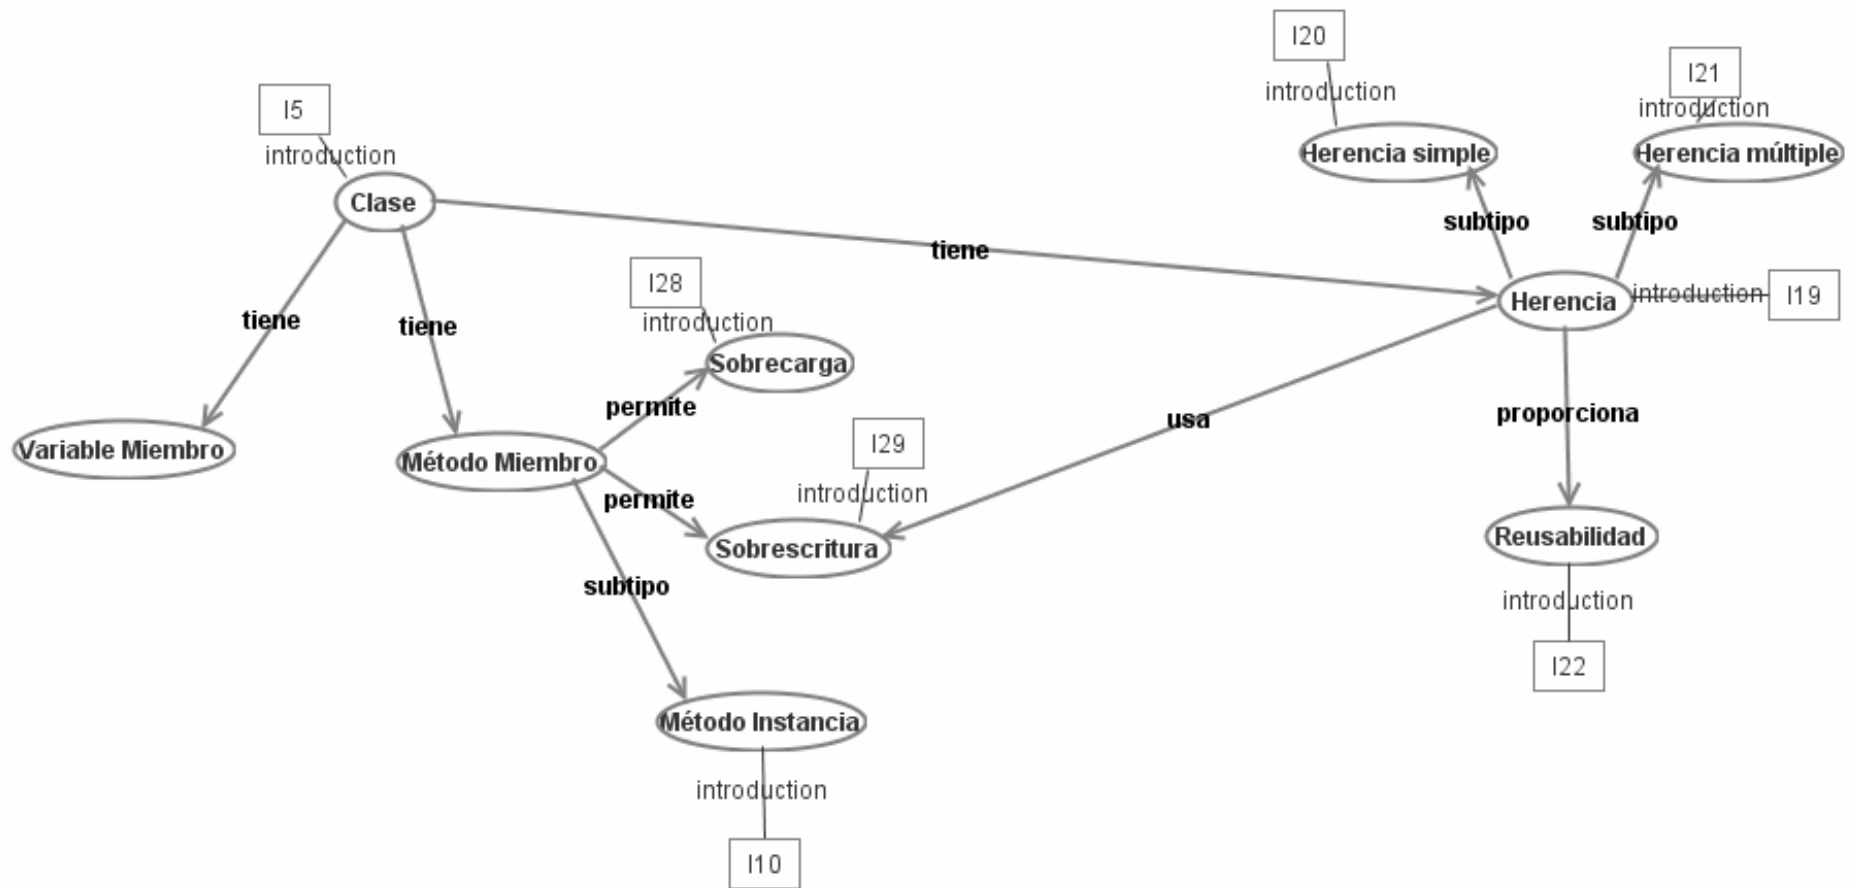 I20
I21
introduction
introduction
I5
introduction
Herencia simple
Herencia múltiple
Clase
subtipo
subtipo
tiene
I28
introduction
Herencia
introduction
I19
tiene
tiene
Sobrecarga
permite
usa
proporciona
I29
Variable Miembro
Método Miembro
introduction
permite
Sobrescritura
Reusabilidad
subtipo
introduction
I22
Método Instancia
introduction
I10